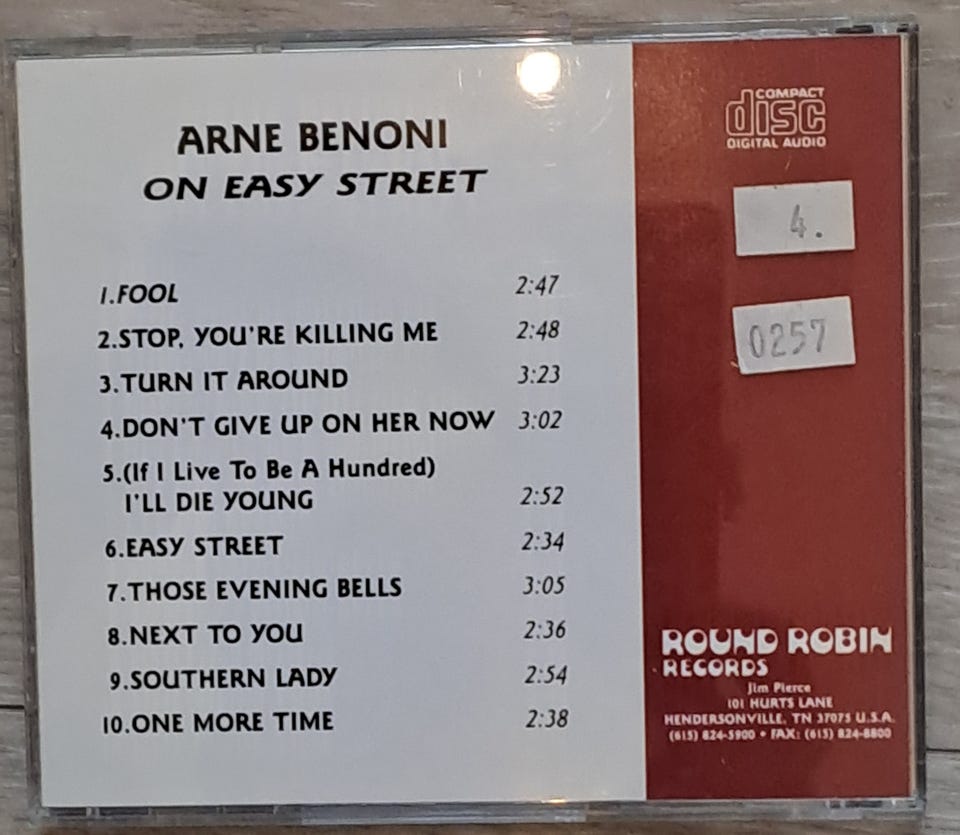 ARNE BENONI
ON EASY STREET
1.FOOL 2:47
2.STOP, YOU'RE KILLING ME 2:48
3.TURN IT AROUND 3:23
4.DON'T GIVE UP ON HER NOW 3:02
5.(If I Live To Be A Hundred)
I'LL DIE YOUNG 2:52
6.EASY STREET 2:34
7.THOSE EVENING BELLS 3:05
8.NEXT TO YOU 2:36
9.SOUTHERN LADY 2:54
10.ONE MORE TIME 2:38
COMPACT
disc
DIGITAL AUDIO
4.
0257
ROUND ROBIN
RECORDS
Jim Pierce
101 HURTS LANE
HENDERSONVILLE, TN 37075 U.S.A.
(615) 824-5900 • FAX: (615) 824-8800